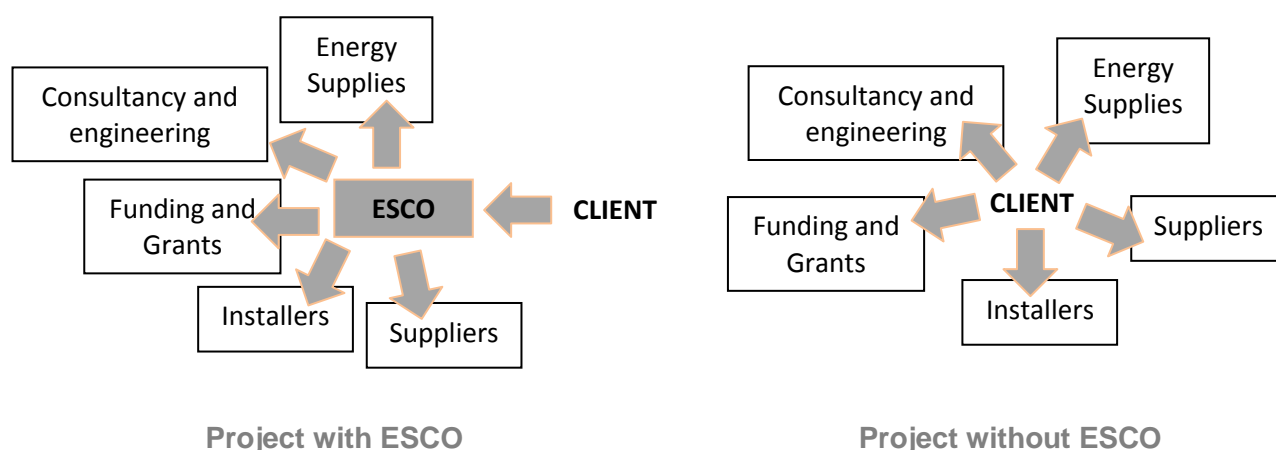 Energy
Supplies
Consultancy and
engineering
Funding and
Grants
ESCO
CLIENT
Installers
Suppliers
Project with ESCO
Energy
Supplies
Consultancy and
engineering
CLIENT
Funding and
Grants
Suppliers
Installers
Project without ESCO